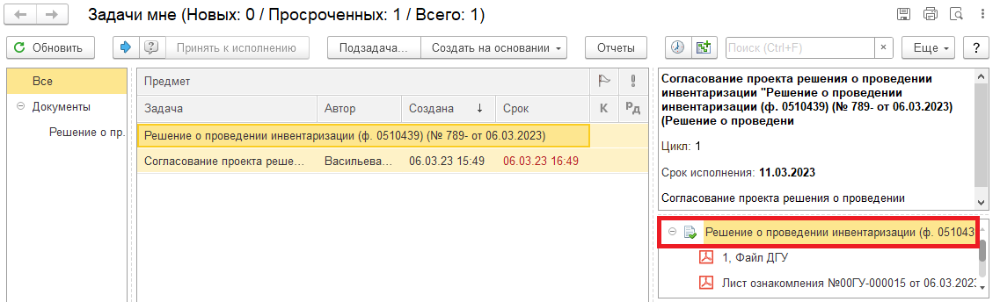 Задачи мне (Новых: 0 / Просроченных: 1 / Всего: 1)
Обновить
Принять к исполнению
Подзадача...
Создать на основании
Отчеты
Поиск (Ctrl+F)
×
Еще
?
Все
Документы
Решение о пр.
Предмет
Задача
Автор
Создана ↓
Срок
К
Рд
Решение о проведении инвентаризации (ф. 0510439) (№ 789- от 06.03.2023)
Согласование проекта реше...
Васильева...
06.03.23 15:49
06.03.23 16:49
Согласование проекта решения о проведении
инвентаризации "Решение о проведении
инвентаризации (ф. 0510439) (№ 789- от 06.03.2023)
(Решение о проведени
Цикл: 1
Срок исполнения: 11.03.2023
Согласование проекта решения о проведении
Решение о проведении инвентаризации (ф. 051043
1, Файл ДГУ
Лист ознакомления №00ГУ-000015 от 06.03.202